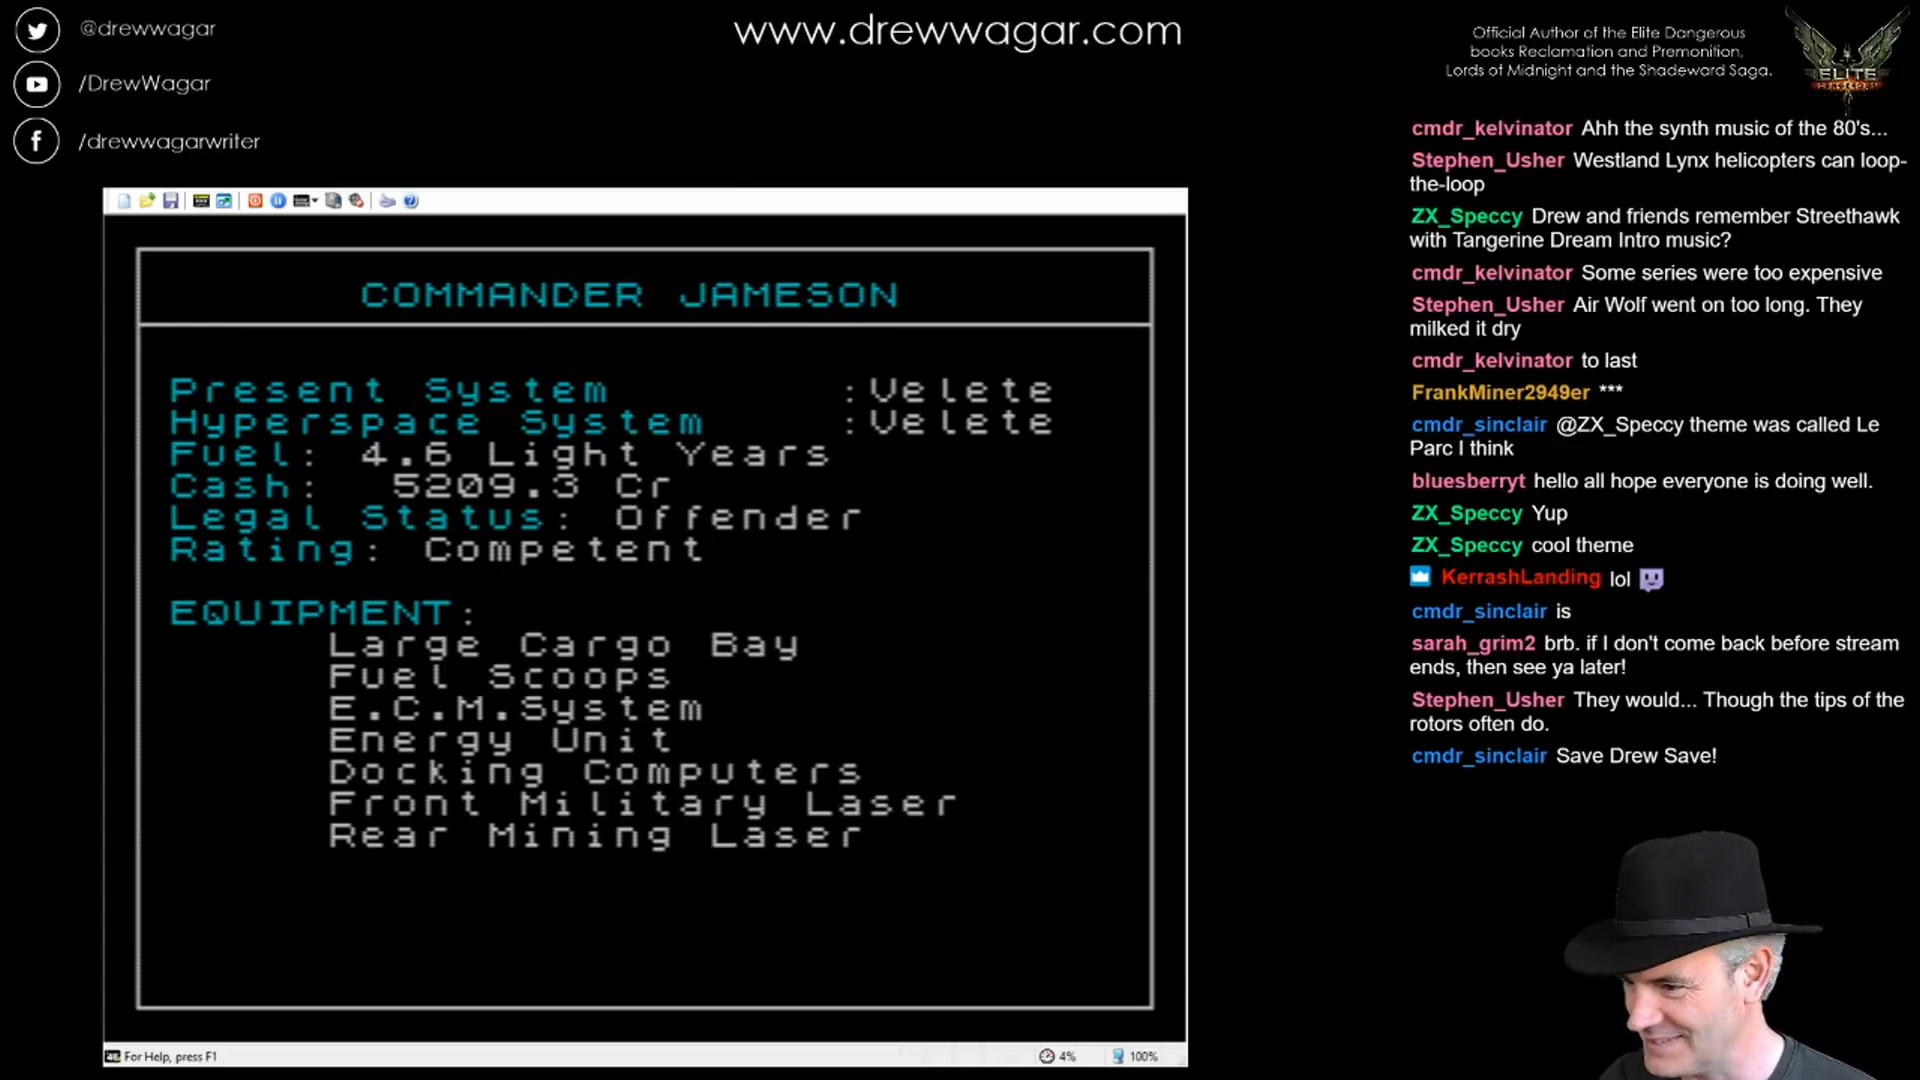 @drewwagar
/DrewWagar
/drewwagarwriter
www.drewwagar.com
Official Author of the Elite Dangerous
books Reclamation and Premonition,
Lords of Midnight and the Shadeward Saga.
ELITE
DANGEROUS
COMMANDER JAMESON
Present System :Velete
Hyperspace System :Velete
Fuel: 4.6 Light Years
Cash: 5209.3 Cr
Legal Status: Offender
Rating: Competent
EQUIPMENT:
Large Cargo Bay
Fuel Scoops
E.C.M.System
Energy Unit
Docking Computers
Front Military Laser
Rear Mining Laser
For Help, press F1
4%
100%
cmdr_kelvinator Ahh the synth music of the 80's...
Stephen_Usher Westland Lynx helicopters can loop-
the-loop
ZX_Speccy Drew and friends remember Streethawk
with Tangerine Dream Intro music?
cmdr_kelvinator Some series were too expensive
Stephen_Usher Air Wolf went on too long. They
milked it dry
cmdr_kelvinator to last
FrankMiner2949er ***
cmdr_sinclair @ZX_Speccy theme was called Le
Parc I think
bluesberryt hello all hope everyone is doing well.
ZX_Speccy Yup
ZX_Speccy cool theme
KerrashLanding lol
cmdr_sinclair is
sarah_grim2 brb. if I don't come back before stream
ends, then see ya later!
Stephen_Usher They would... Though the tips of the
rotors often do.
cmdr_sinclair Save Drew Save!